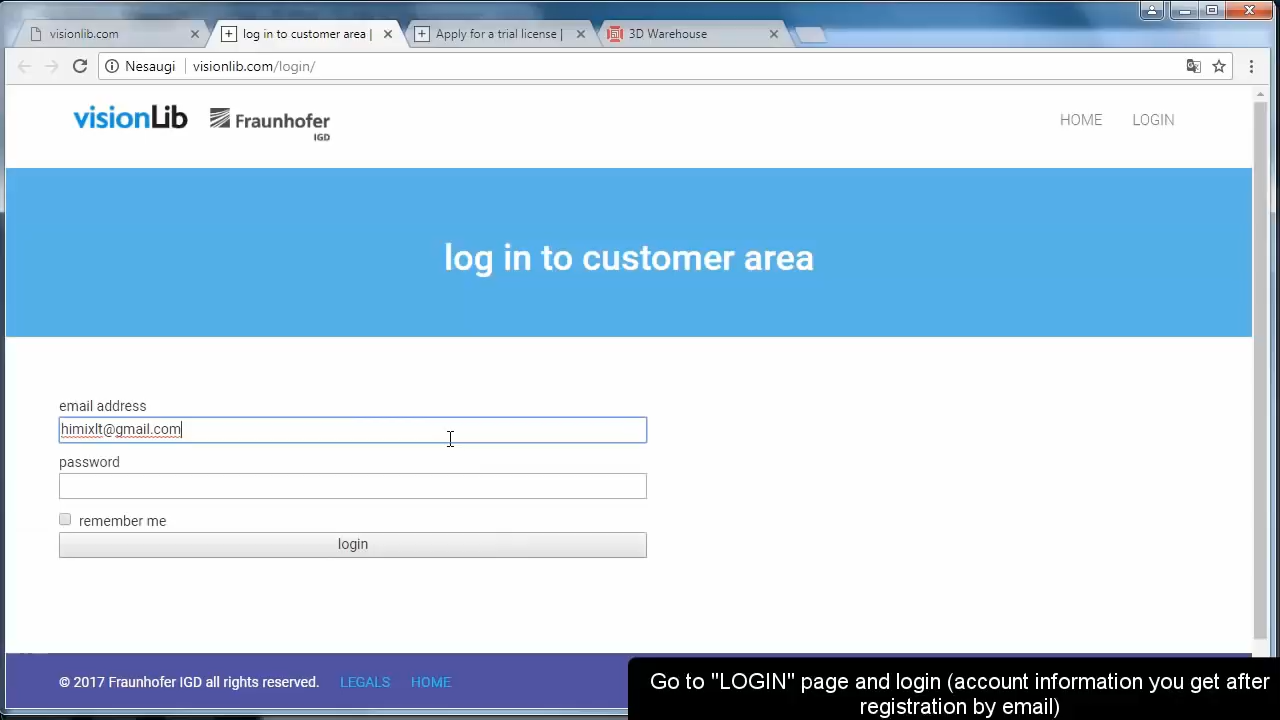 visionlib.com
log in to customer area |
Apply for a trial license |
3D Warehouse
Nesaugi
visionlib.com/login/
visionLib
Fraunhofer
IGD
HOME
LOGIN
log in to customer area
email address
himixlt@gmail.com
password
remember me
login
© 2017 Fraunhofer IGD all rights reserved.
LEGALS
HOME
Go to "LOGIN" page and login (account information you get after
registration by email)